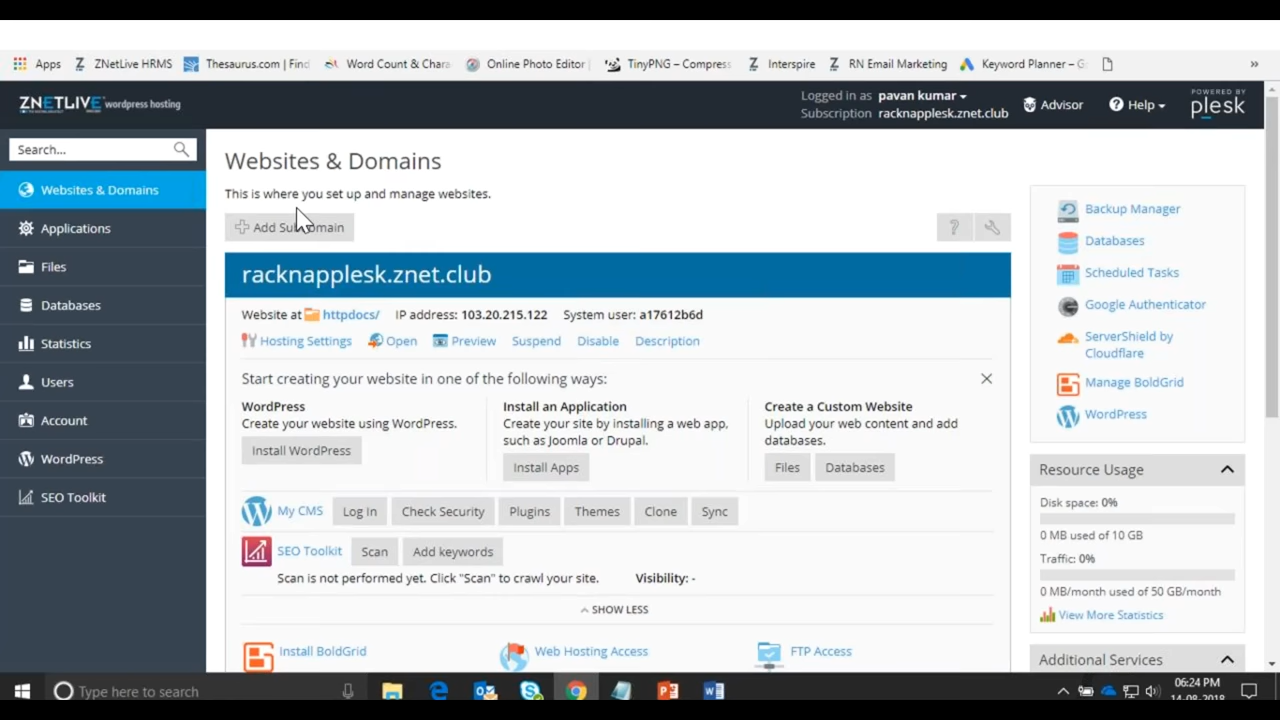 Apps
ZNetLive HRMS
Thesaurus.com | Find
Word Count & Chara
Online Photo Editor |
TinyPNG – Compress
Interspire
RN Email Marketing
Keyword Planner – G
»
ZNETLIVE wordpress hosting
Logged in as pavan kumar
Subscription racknapplesk.znet.club
Advisor
Help
POWERED BY
plesk
Search...
Websites & Domains
Applications
Files
Databases
Statistics
Users
Account
WordPress
SEO Toolkit
Websites & Domains
This is where you set up and manage websites.
Add Su main
?
racknapplesk.znet.club
Website at httpdocs/ IP address: 103.20.215.122 System user: a17612b6d
Hosting Settings Open Preview Suspend Disable Description
Start creating your website in one of the following ways:
WordPress
Create your website using WordPress.
Install WordPress
Install an Application
Create your site by installing a web app,
such as Joomla or Drupal.
Install Apps
Create a Custom Website
Upload your web content and add
databases.
Files Databases
My CMS Log In Check Security Plugins Themes Clone Sync
SEO Toolkit Scan Add keywords
Scan is not performed yet. Click "Scan" to crawl your site. Visibility: -
SHOW LESS
Install BoldGrid Web Hosting Access FTP Access
Backup Manager
Databases
Scheduled Tasks
Google Authenticator
ServerShield by
Cloudflare
Manage BoldGrid
WordPress
Resource Usage
Disk space: 0%
0 MB used of 10 GB
Traffic: 0%
0 MB/month used of 50 GB/month
View More Statistics
Additional Services
Type here to search
06:24 PM
14-08-2018